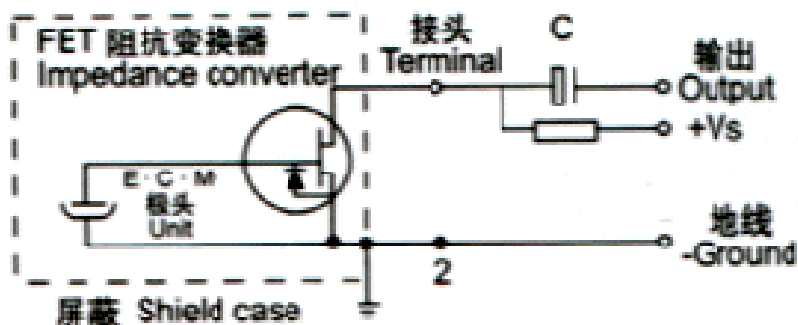 FET 阻抗变换器
Impedance converter
接头
Terminal
C
输出
Output
+Vs
E·C·M
极头
Unit
地线
-Ground
2
屏蔽 Shield case